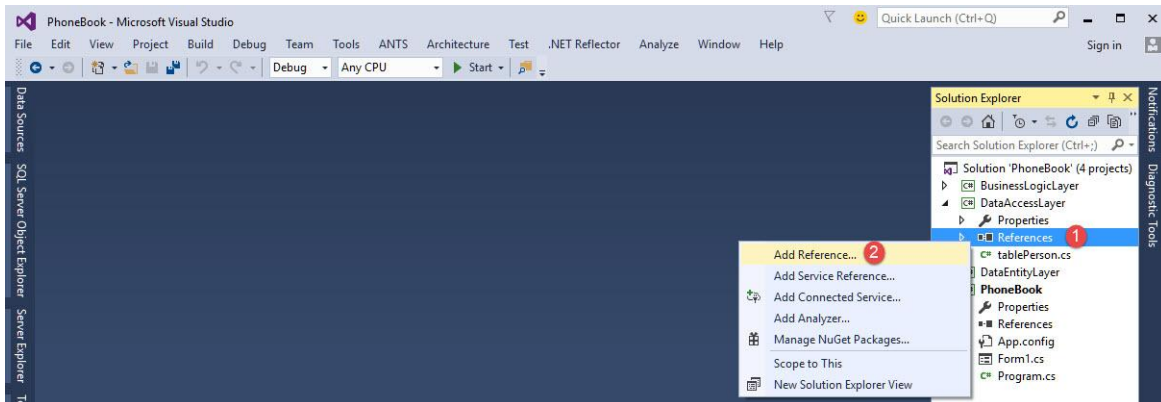 PhoneBook - Microsoft Visual Studio
Quick Launch (Ctrl+Q)
File Edit View Project Build Debug Team Tools ANTS Architecture Test .NET Reflector Analyze Window Help
Sign in
Debug Any CPU Start
Data Sources
SQL Server Object Explorer
Server Explorer
Solution Explorer
Search Solution Explorer (Ctrl+;)
Solution 'PhoneBook' (4 projects)
C# BusinessLogicLayer
C# DataAccessLayer
Properties
References 1
C# tablePerson.cs
DataEntityLayer
PhoneBook
Properties
References
App.config
Form1.cs
C# Program.cs
Add Reference... 2
Add Service Reference...
Add Connected Service...
Add Analyzer...
Manage NuGet Packages...
Scope to This
New Solution Explorer View
Notifications
Diagnostic Tools